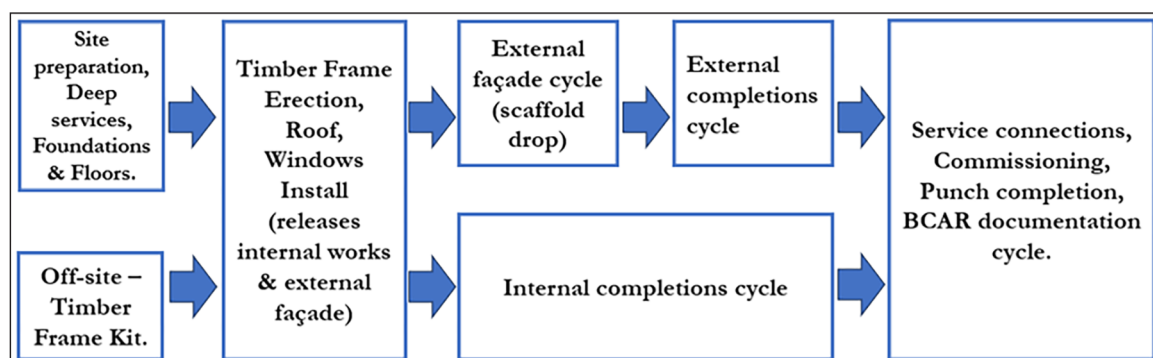 Site
preparation,
Deep
services,
Foundations
& Floors.
Off-site –
Timber
Frame Kit.
Timber Frame
Erection,
Roof,
Windows
Install
(releases
internal works
& external
façade)
External
façade cycle
(scaffold
drop)
External
completions
cycle
Internal completions cycle
Service connections,
Commissioning,
Punch completion,
BCAR documentation
cycle.